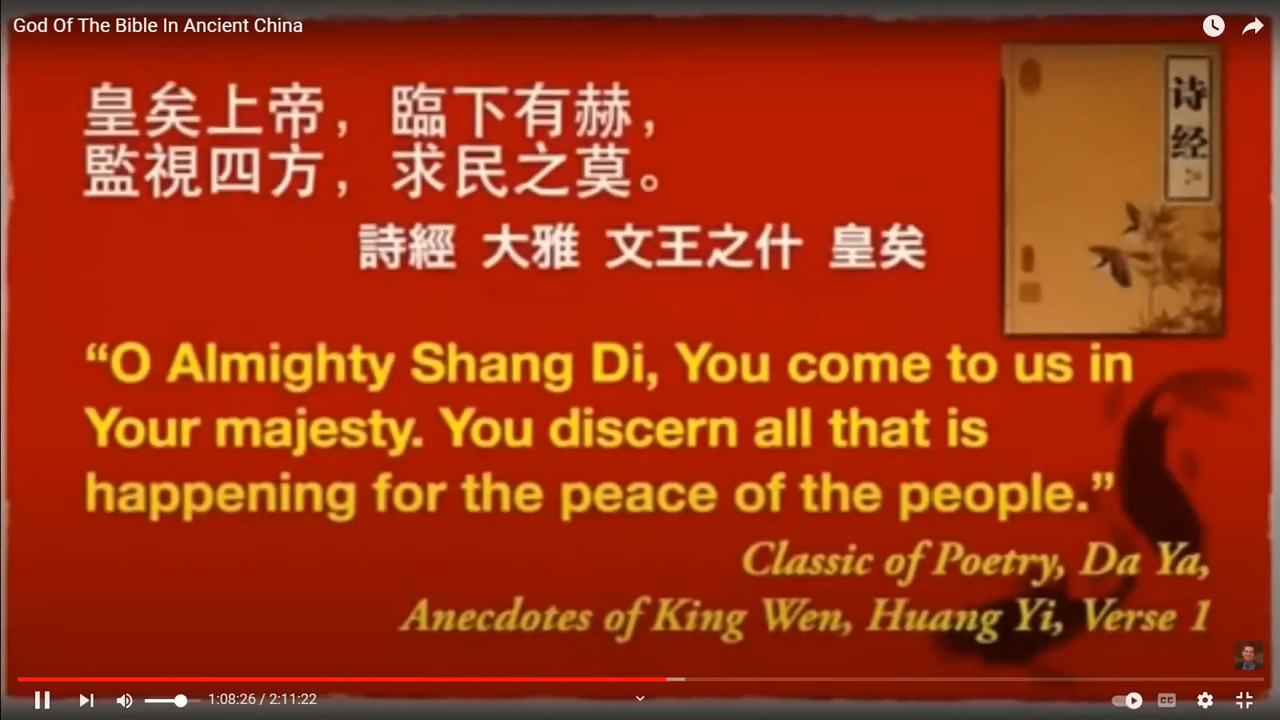 God Of The Bible In Ancient China
皇矣上帝，臨下有赫，
監視四方，求民之莫。
詩經 大雅 文王之什 皇矣
诗
经
“O Almighty Shang Di, You come to us in
Your majesty. You discern all that is
happening for the peace of the people.”
Classic of Poetry, Da Ya,
Anecdotes of King Wen, Huang Yi, Verse 1
1:08:26 / 2:11:22
CC